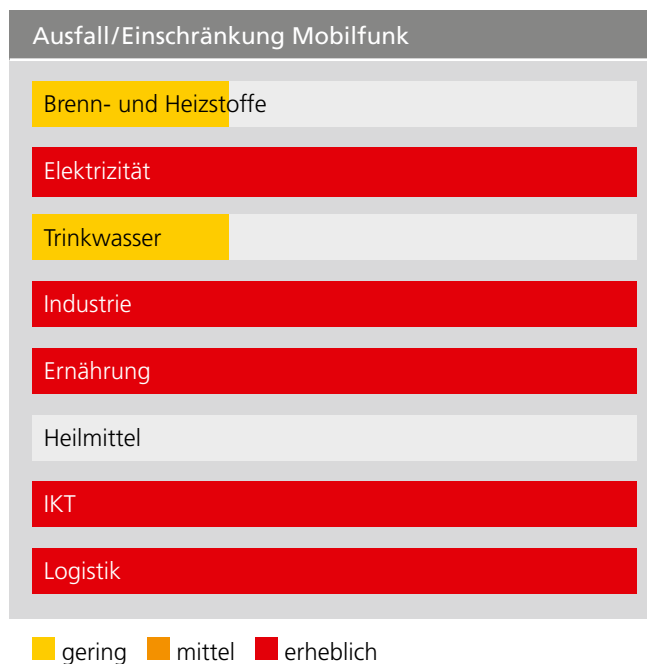 Ausfall/Einschränkung Mobilfunk
Brenn- und Heizstoffe
Elektrizität
Trinkwasser
Industrie
Ernährung
Heilmittel
IKT
Logistik
gering mittel erheblich